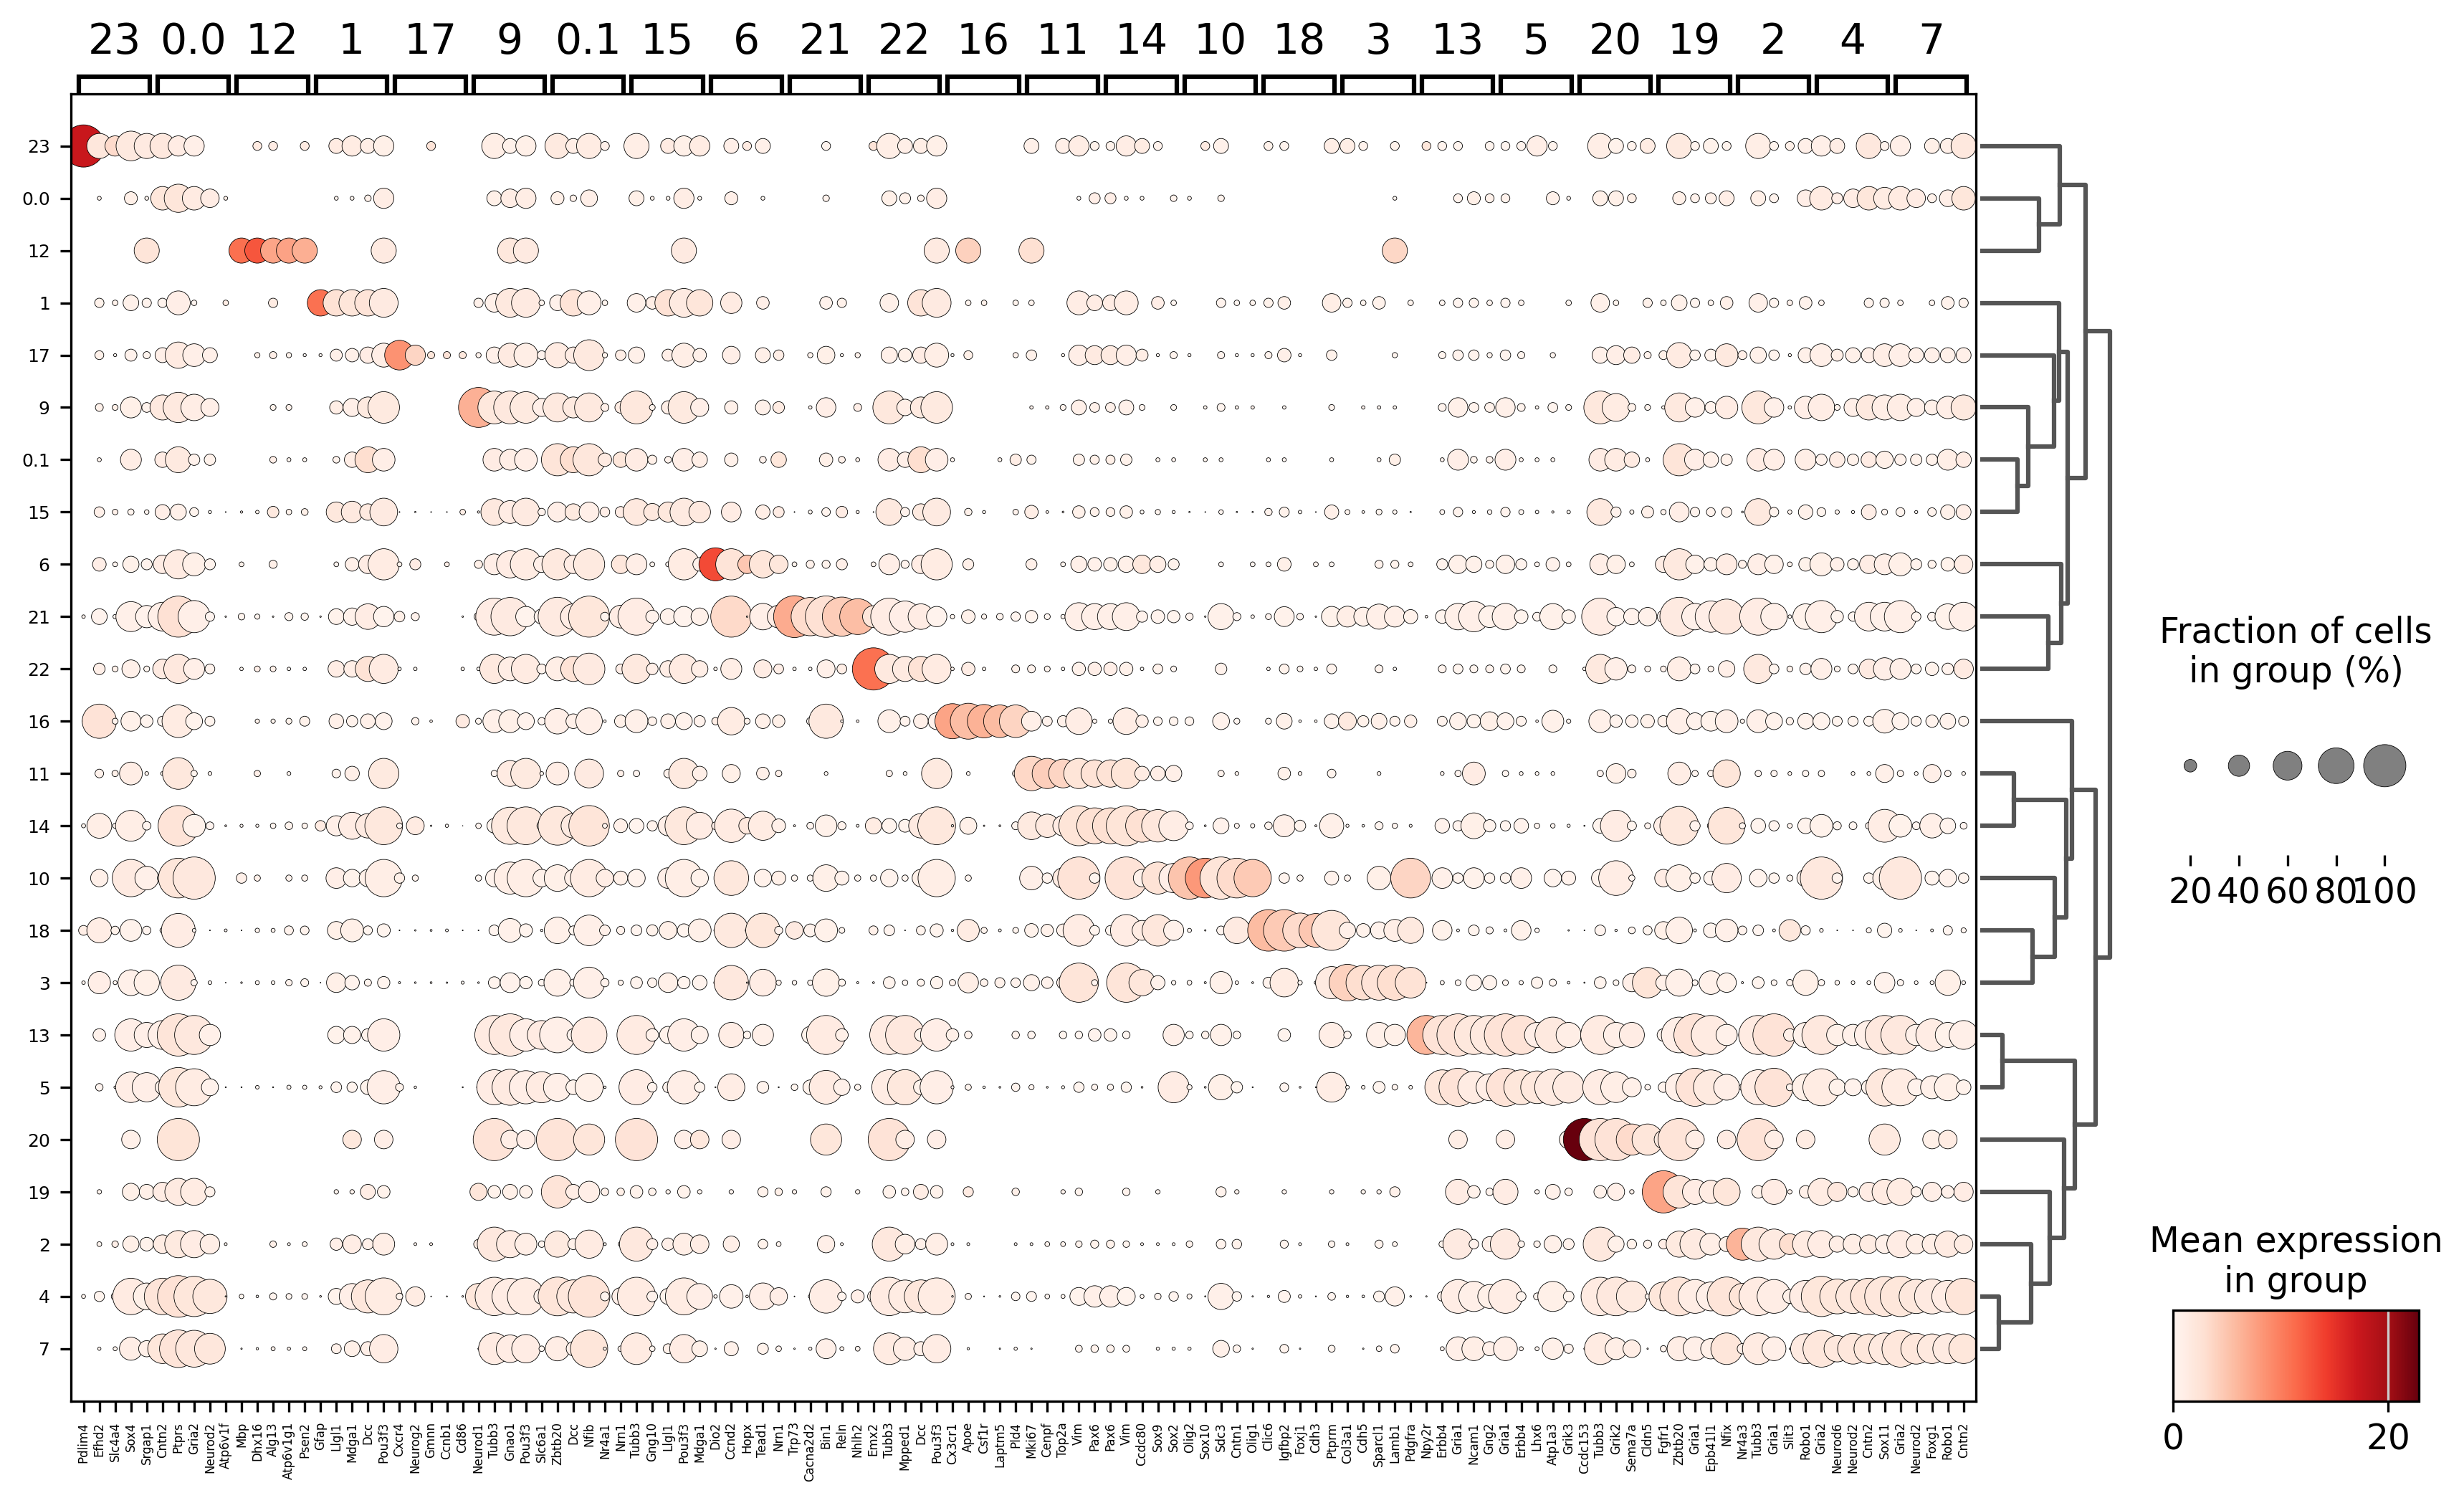 23 0.0 12 1 17 9 0.1 15 6 21 22 16 11 14 10 18 3 13 5 20 19 2 4 7
23
0.0
12
1
17
9
0.1
15
6
21
22
16
11
14
10
18
3
13
5
20
19
2
4
7
Pdlim4
Efhd2
Slc4a4
Sox4
Srgap1
Cntn2
Ptprs
Gria2
Neurod2
Atp6v1f
Mbp
Dhx16
Alg13
Atp6v1g1
Psen2
Gfap
Llgl1
Mdga1
Dcc
Pou3f3
Cxcr4
Neurog2
Gmnn
Ccnb1
Cd86
Neurod1
Tubb3
Gnao1
Pou3f3
Slc6a1
Zbtb20
Dcc
Nfib
Nr4a1
Nrn1
Tubb3
Gng10
Llgl1
Pou3f3
Mdga1
Dio2
Ccnd2
Hopx
Tead1
Nrn1
Trp73
Cacna2d2
Bin1
Reln
Nhlh2
Emx2
Tubb3
Mpped1
Dcc
Pou3f3
Cx3cr1
Apoe
Csf1r
Laptm5
Pld4
Mki67
Cenpf
Top2a
Vim
Pax6
Pax6
Vim
Ccdc80
Sox9
Sox2
Olig2
Sox10
Sdc3
Cntn1
Olig1
Clic6
Igfbp2
Foxj1
Cdh3
Ptprm
Col3a1
Cdh5
Sparcl1
Lamb1
Pdgfra
Npy2r
Erbb4
Gria1
Ncam1
Gng2
Gria1
Erbb4
Lhx6
Atp1a3
Grik3
Ccdc153
Tubb3
Grik2
Sema7a
Cldn5
Fgfr1
Zbtb20
Gria1
Epb41l1
Nfix
Nr4a3
Tubb3
Gria1
Slit3
Robo1
Gria2
Neurod6
Neurod2
Cntn2
Sox11
Gria2
Neurod2
Foxg1
Robo1
Cntn2
Fraction of cells
in group (%)
20 40 60 80 100
Mean expression
in group
0 20